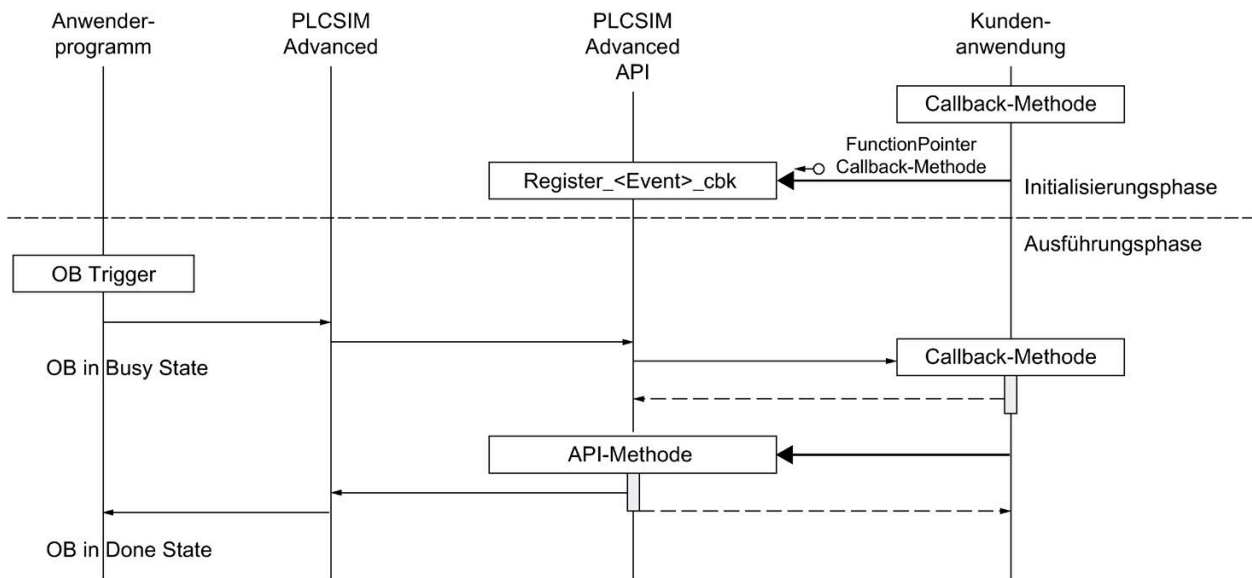 Anwender-
programm
PLCSIM
Advanced
PLCSIM
Advanced
API
Kunden-
anwendung
Callback-Methode
FunctionPointer
Callback-Methode
Register_<Event>_cbk
Initialisierungsphase
Ausführungsphase
OB Trigger
OB in Busy State
Callback-Methode
API-Methode
OB in Done State